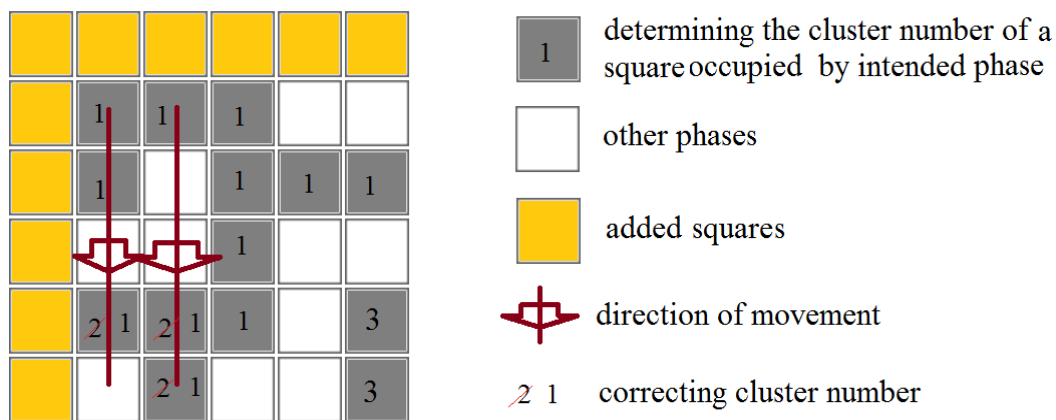 determining the cluster number of a
1 square occupied by intended phase
1 1 1
other phases
1 1 1 1
1 added squares
2 1 2 1 1 3 direction of movement
2 1 3 2 1 correcting cluster number